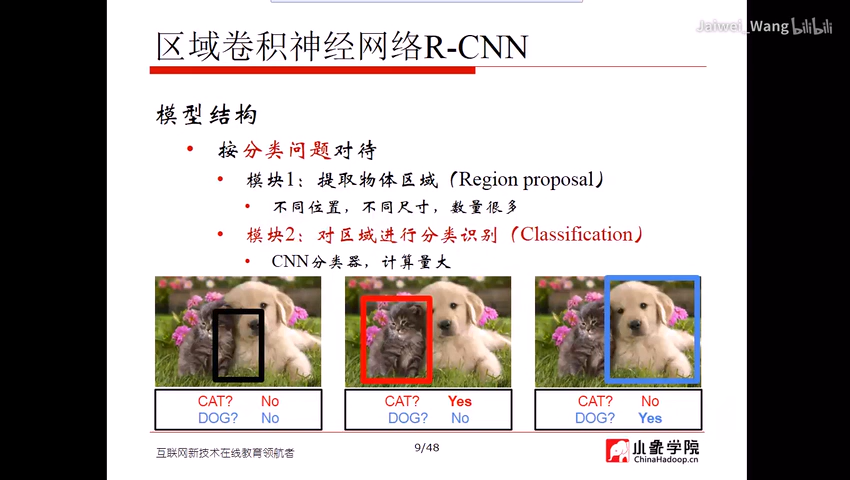 Jaiwei_Wang bilibili
区域卷积神经网络R-CNN
模型结构
• 按分类问题对待
• 模块1：提取物体区域（Region proposal）
• 不同位置，不同尺寸，数量很多
• 模块2：对区域进行分类识别（Classification）
• CNN分类器，计算量大
CAT? No
DOG? No
CAT? Yes
DOG? No
CAT? No
DOG? Yes
互联网新技术在线教育领航者
9/48
小象学院
ChinaHadoop.cn